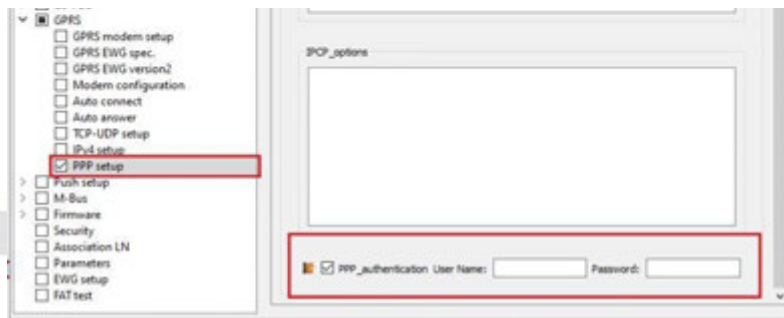 GPRS
GPRS modem setup
GPRS EWG spec.
GPRS EWG version2
Modem configuration
Auto connect
Auto answer
TCP-UDP setup
IPv4 setup
PPP setup
Push setup
M-Bus
Firmware
Security
Association LN
Parameters
EWG setup
FAT test
IPCP_options
PPP_authentication User Name: Password: